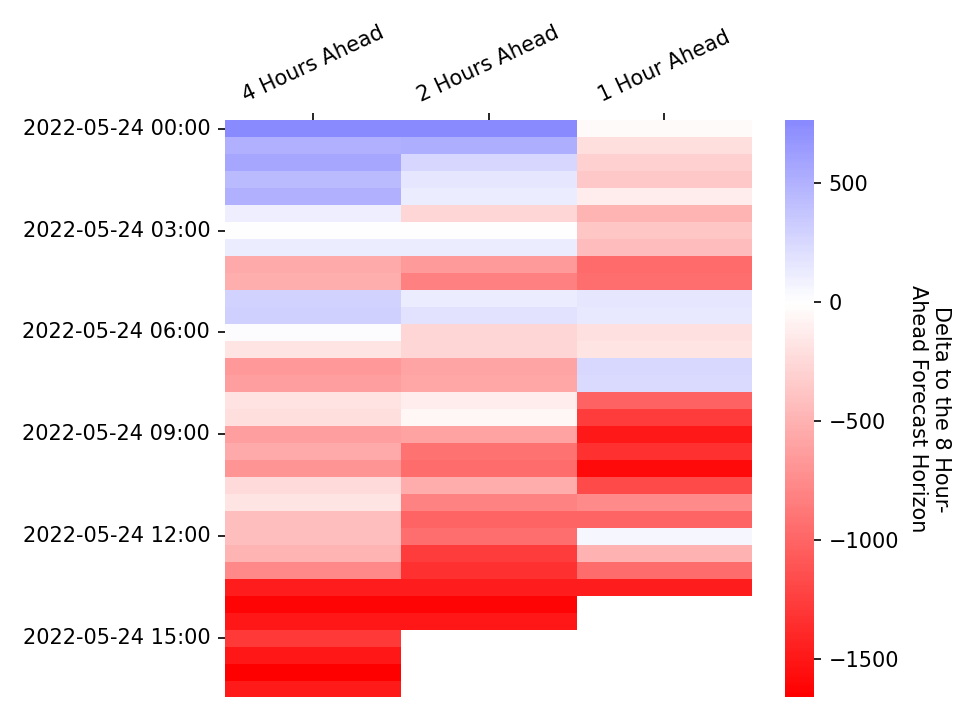 4 Hours Ahead
2 Hours Ahead
1 Hour Ahead
2022-05-24 00:00
2022-05-24 03:00
2022-05-24 06:00
2022-05-24 09:00
2022-05-24 12:00
2022-05-24 15:00
500
0
−500
−1000
−1500
Delta to the 8 Hour-
Ahead Forecast Horizon